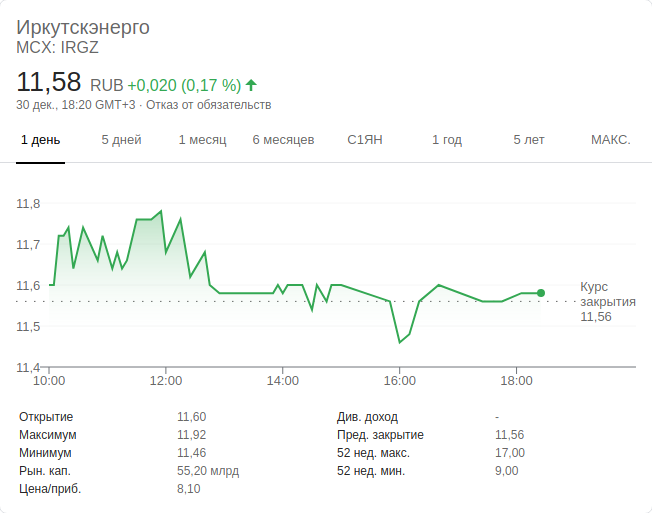 Иркутскэнерго
MCX: IRGZ
11,58 RUB +0,020 (0,17 %)
30 дек., 18:20 GMT+3 · Отказ от обязательств
1 день 5 дней 1 месяц 6 месяцев С1ЯН 1 год 5 лет МАКС.
11,8
11,7
11,6
11,5
11,4
Курс
закрытия
11,56
10:00 12:00 14:00 16:00 18:00
Открытие 11,60 Див. доход -
Максимум 11,92 Пред. закрытие 11,56
Минимум 11,46 52 нед. макс. 17,00
Рын. кап. 55,20 млрд 52 нед. мин. 9,00
Цена/приб. 8,10